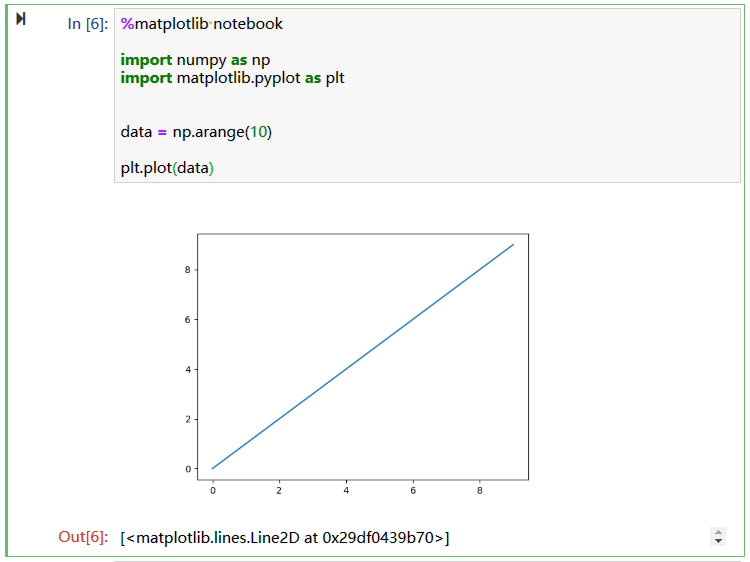 In [6]: %matplotlib notebook
import numpy as np
import matplotlib.pyplot as plt
data = np.arange(10)
plt.plot(data)
8
6
4
2
0
0 2 4 6 8
Out[6]: [<matplotlib.lines.Line2D at 0x29df0439b70>]